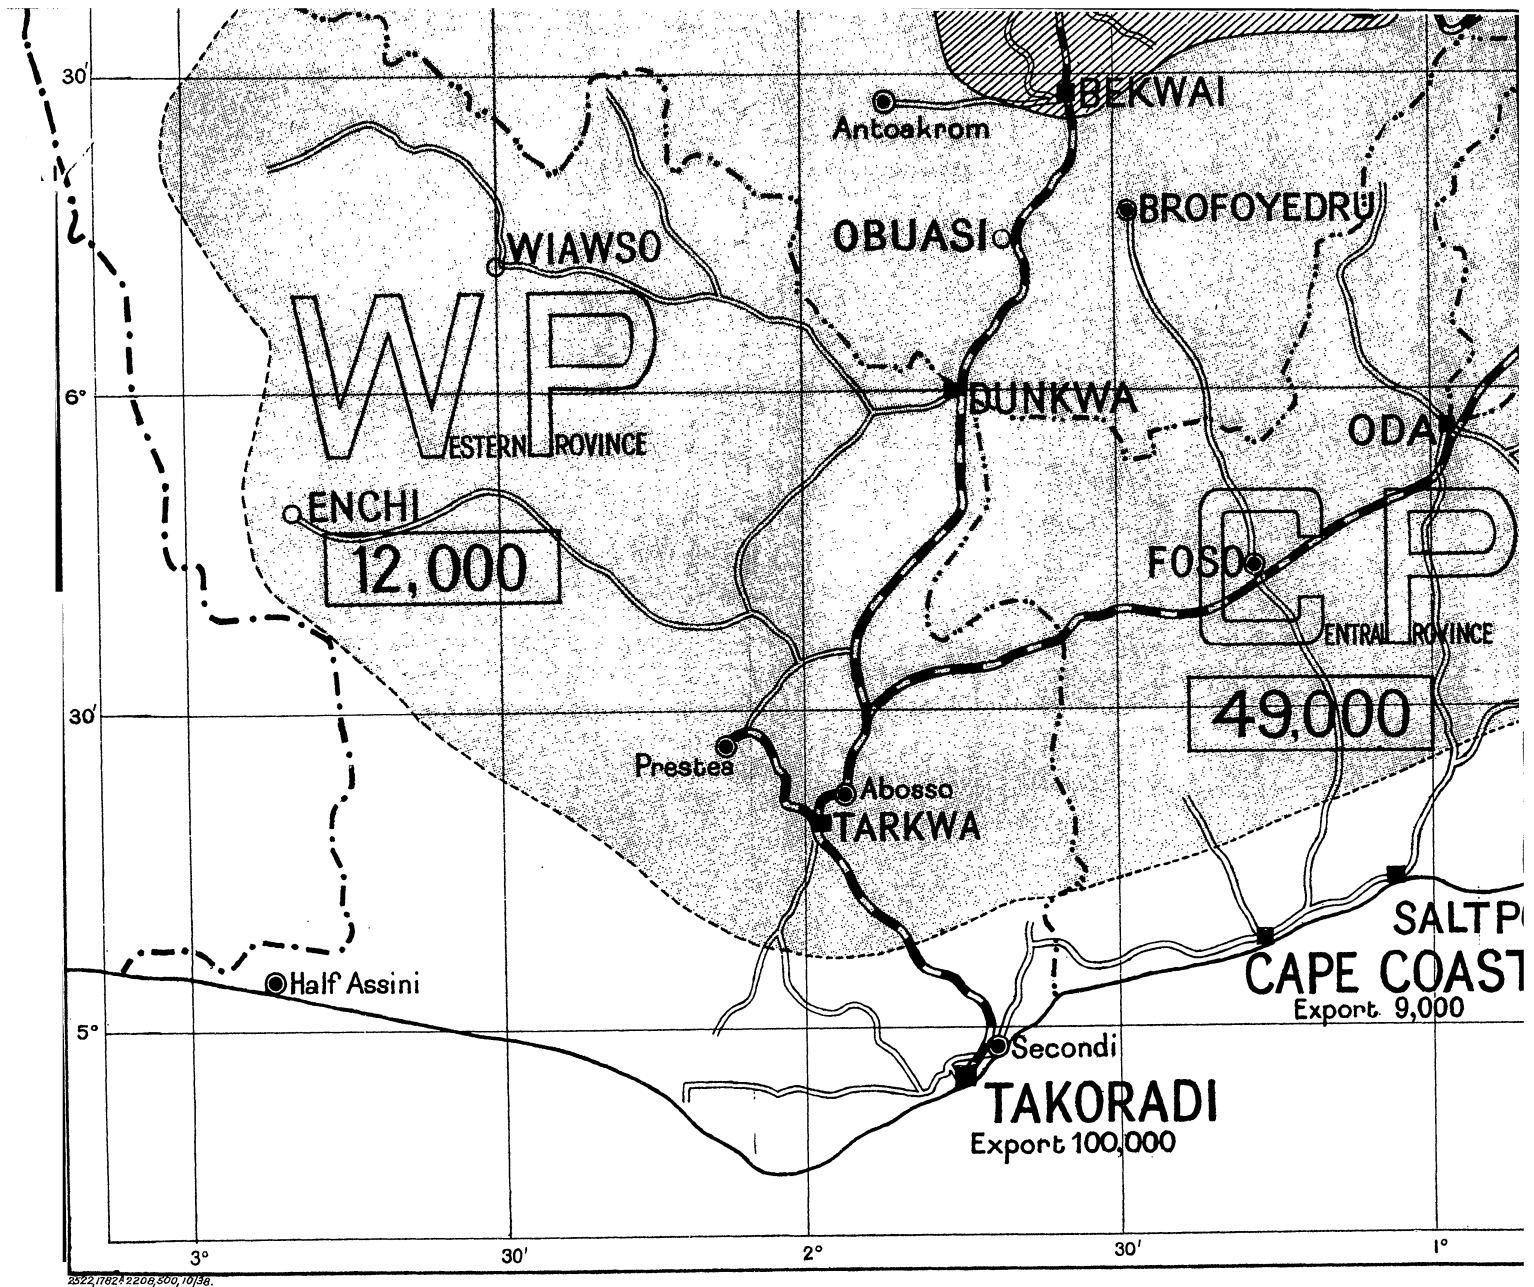 30'
BEKWAI
Antoakrom
BROFOYEDRU
OBUASI
WIAWSO
WP
WESTERN PROVINCE
6°
DUNKWA
ODA
ENCHI
12,000
CP
FOSO
CENTRAL PROVINCE
30'
49,000
Prestea
Abosso
TARKWA
SALTPO
CAPE COAST
Export 9,000
Half Assini
5°
Secondi
TAKORADI
Export 100,000
3°
30'
2°
30'
1°